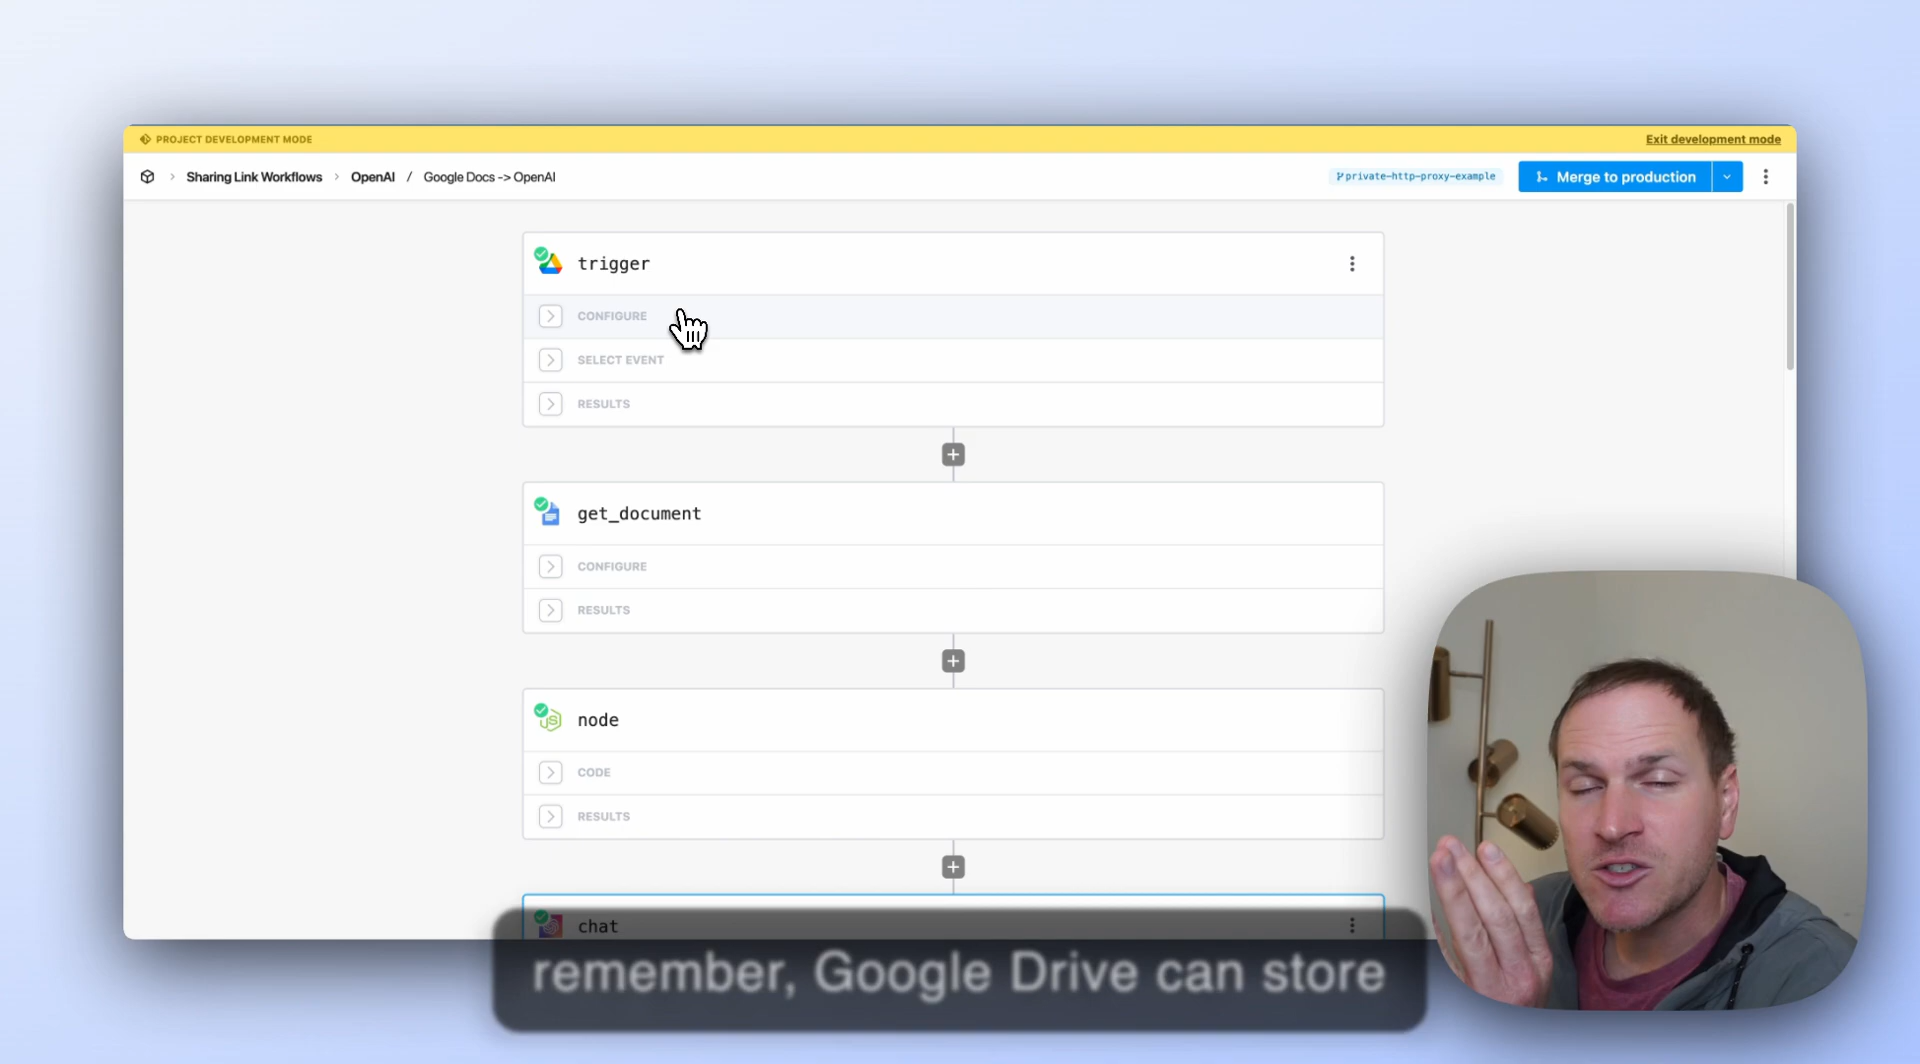 PROJECT DEVELOPMENT MODE
Exit development mode
Sharing Link Workflows > OpenAI / Google Docs -> OpenAI
private-http-proxy-example
Merge to production
trigger
CONFIGURE
SELECT EVENT
RESULTS
get_document
CONFIGURE
RESULTS
JS
node
CODE
RESULTS
chat
remember, Google Drive can store